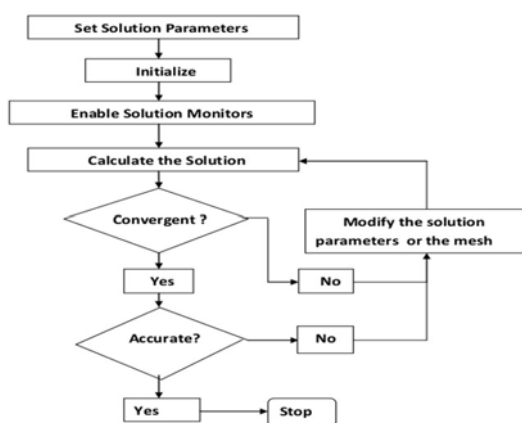 Set Solution Parameters
Initialize
Enable Solution Monitors
Calculate the Solution
Convergent ?
Modify the solution
parameters or the mesh
Yes
No
Accurate?
No
Yes
Stop